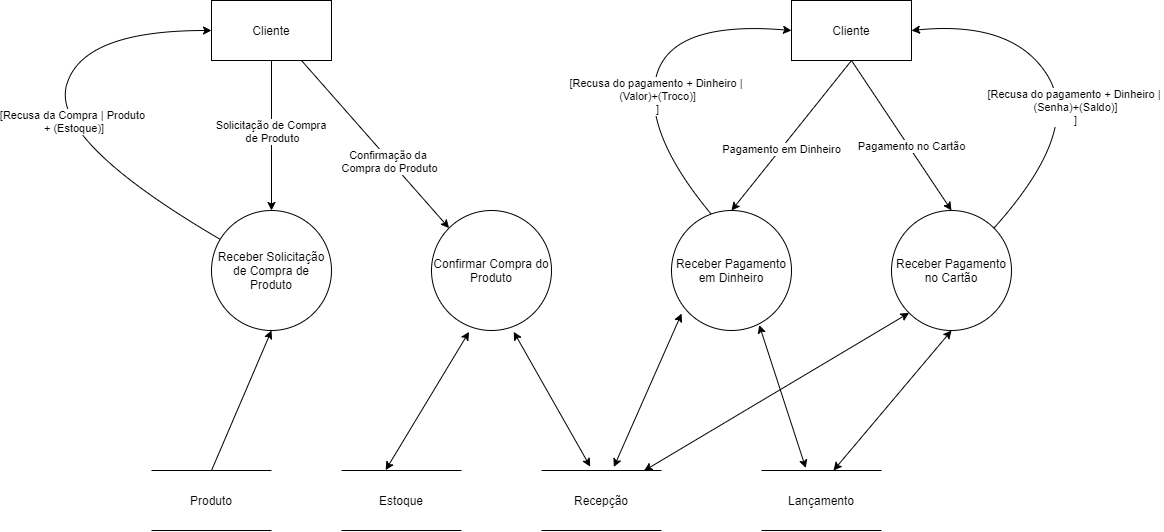 Cliente
Cliente
[Recusa da Compra | Produto
+ (Estoque)]
Solicitação de Compra
de Produto
Confirmação da
Compra do Produto
[Recusa do pagamento + Dinheiro |
(Valor)+(Troco)]
]
Pagamento em Dinheiro
Pagamento no Cartão
[Recusa do pagamento + Dinheiro |
(Senha)+(Saldo)]
]
Receber Solicitação
de Compra de
Produto
Confirmar Compra do
Produto
Receber Pagamento
em Dinheiro
Receber Pagamento
no Cartão
Produto
Estoque
Recepção
Lançamento